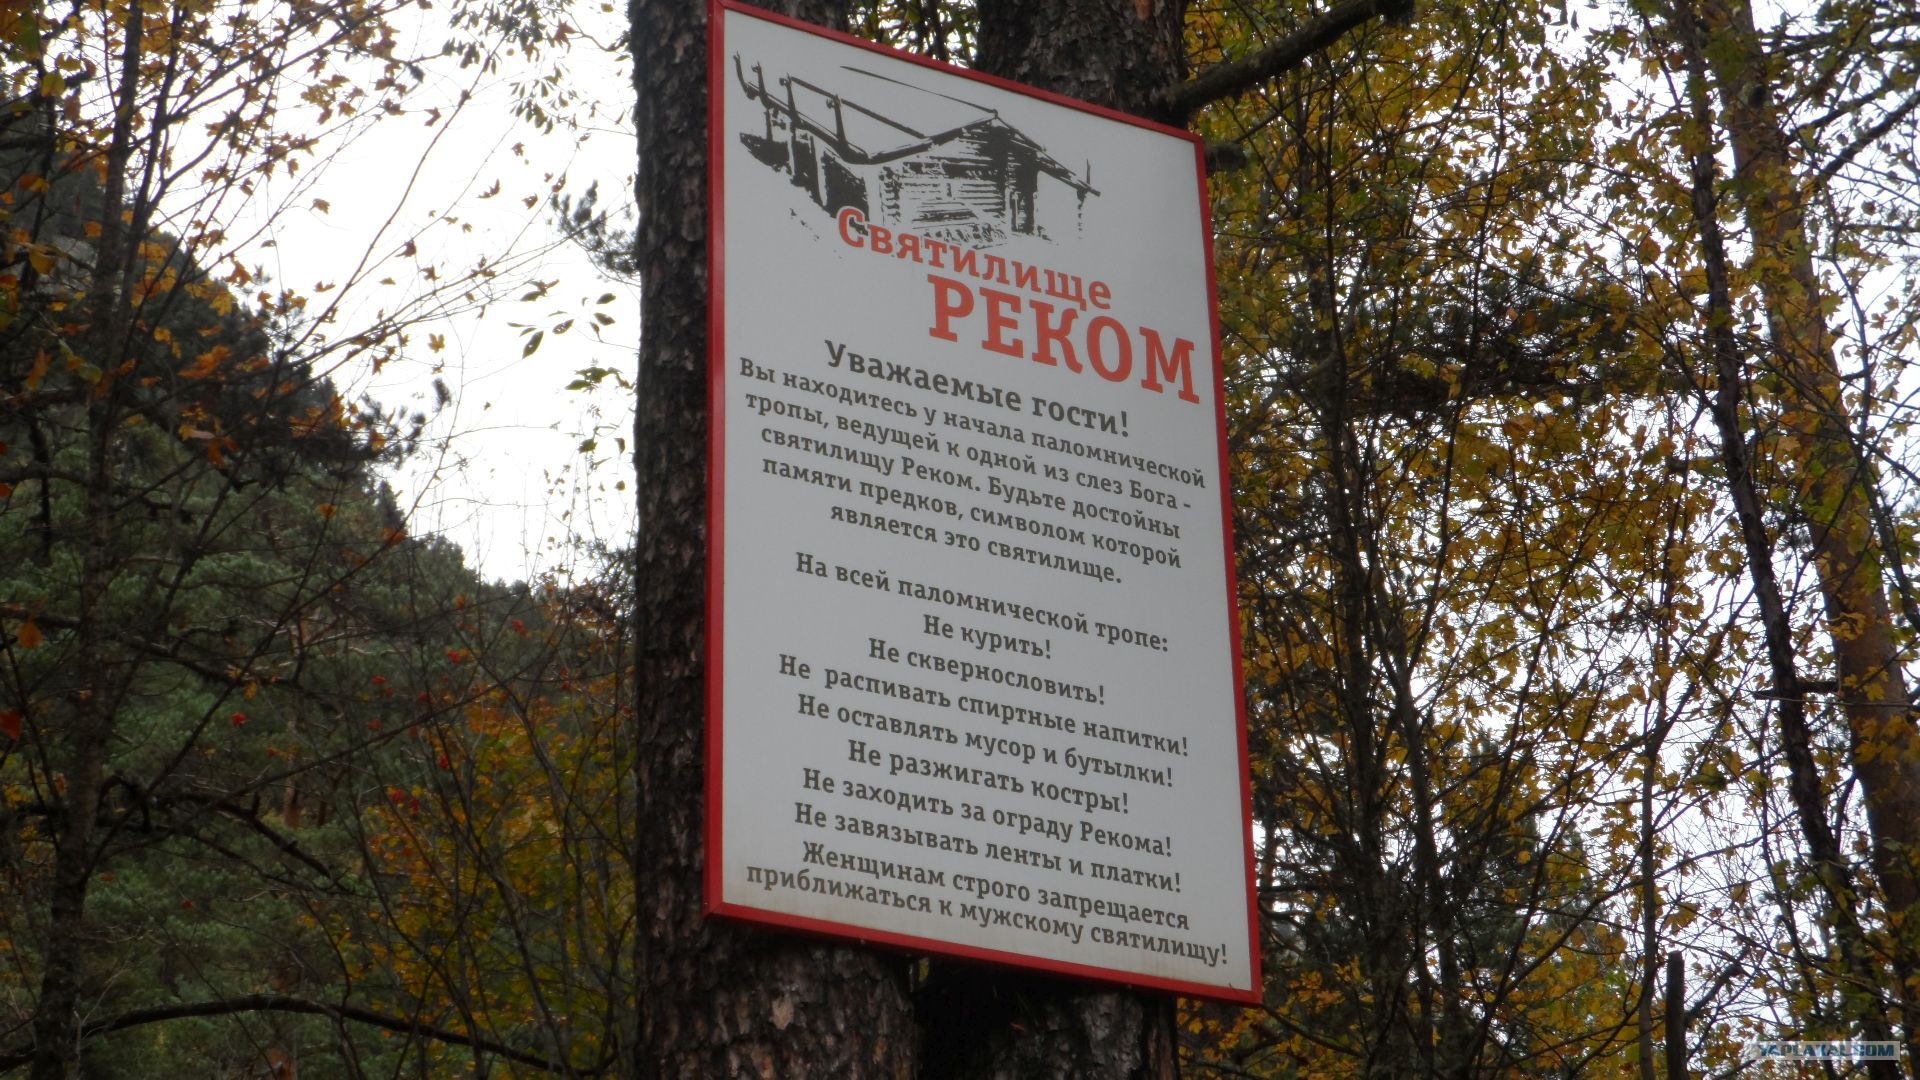 Святилище
РЕКОМ
Уважаемые гости!
Вы находитесь у начала паломнической
тропы, ведущей к одной из слез Бога -
святилищу Реком. Будьте достойны
памяти предков, символом которой
является это святилище.
На всей паломнической тропе:
Не курить!
Не сквернословить!
Не распивать спиртные напитки!
Не оставлять мусор и бутылки!
Не разжигать костры!
Не заходить за ограду Рекома!
Не завязывать ленты и платки!
Женщинам строго запрещается
приближаться к мужскому святилищу!
YAPLAKAL.COM